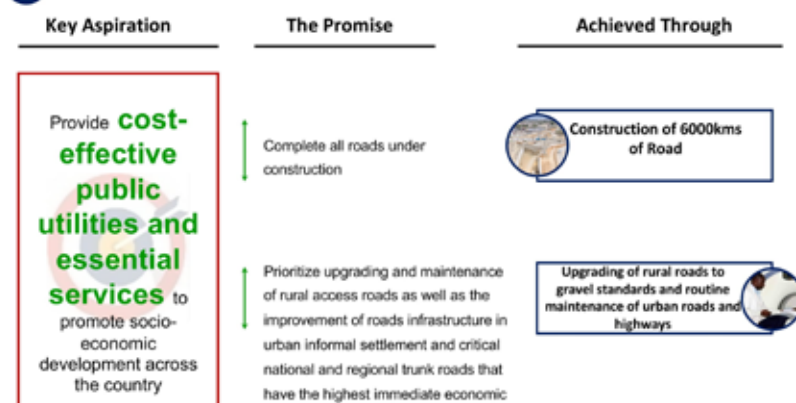 Key Aspiration
The Promise
Achieved Through
Provide cost-
effective
public
utilities and
essential
services to
promote socio-
economic
development across
the country
Complete all roads under
construction
Construction of 6000kms
of Road
Prioritize upgrading and maintenance
of rural access roads as well as the
improvement of roads infrastructure in
urban informal settlement and critical
national and regional trunk roads that
have the highest immediate economic
Upgrading of rural roads to
gravel standards and routine
maintenance of urban roads and
highways